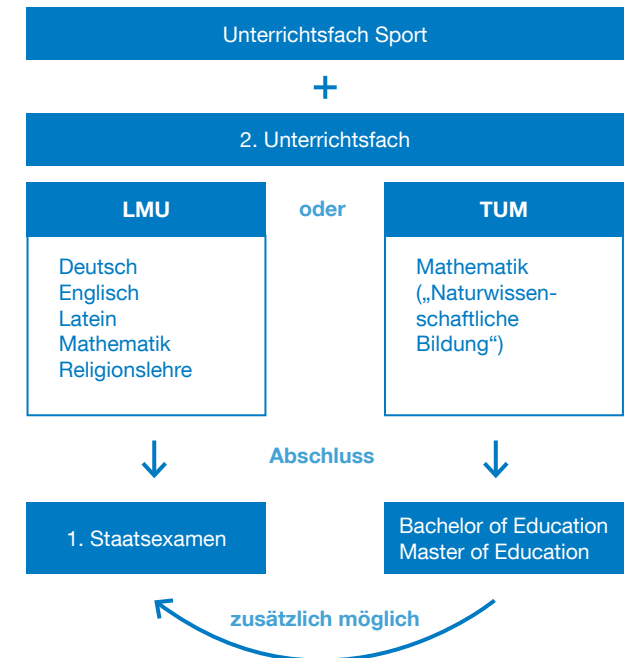 Unterrichtsfach Sport
+
2. Unterrichtsfach
LMU
oder
TUM
Deutsch
Englisch
Latein
Mathematik
Religionslehre
Mathematik
(„Naturwissen-
schaftliche
Bildung“)
Abschluss
1. Staatsexamen
Bachelor of Education
Master of Education
zusätzlich möglich